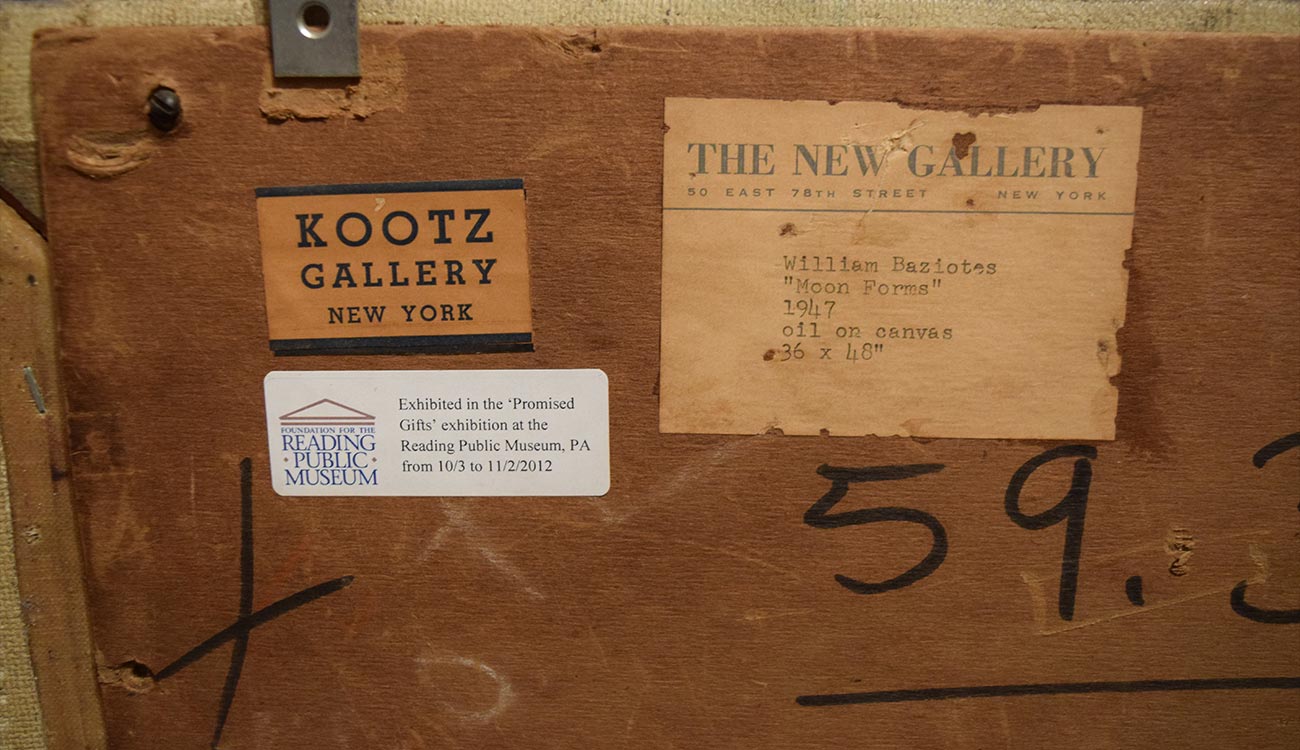 KOOTZ
GALLERY
NEW YORK
THE NEW GALLERY
50 EAST 78TH STREET NEW YORK
William Baziotes
"Moon Forms"
1947
oil on canvas
36 x 48"
FOUNDATION FOR THE
READING
PUBLIC
MUSEUM
Exhibited in the ‘Promised
Gifts’ exhibition at the
Reading Public Museum, PA
from 10/3 to 11/2/2012
59.3